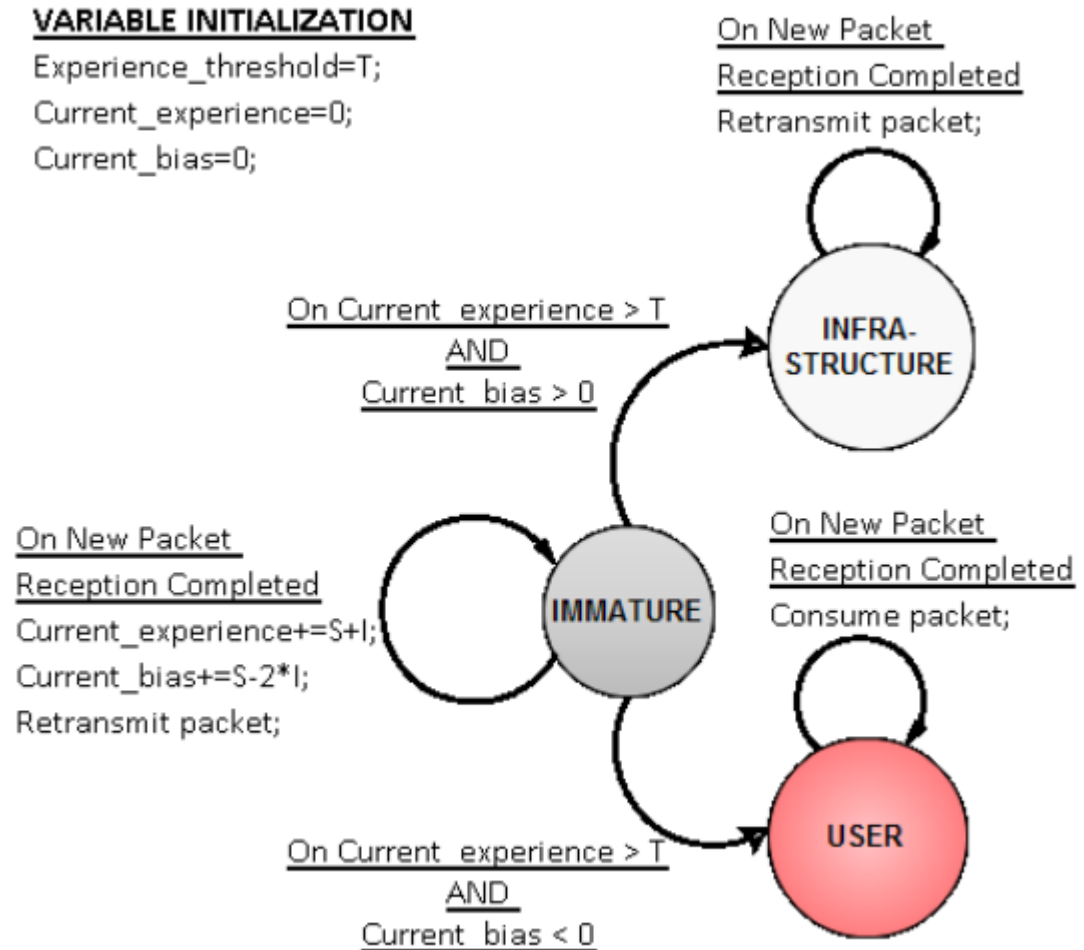 VARIABLE INITIALIZATION
Experience_threshold=T;
Current_experience=0;
Current_bias=0;
On New Packet
Reception Completed
Retransmit packet;
On Current_experience > T
AND
Current_bias > 0
INFRA-
STRUCTURE
On New Packet
Reception Completed
Current_experience+=S+I;
Current_bias+=S-2*I;
Retransmit packet;
IMMATURE
On New Packet
Reception Completed
Consume packet;
USER
On Current_experience > T
AND
Current_bias < 0